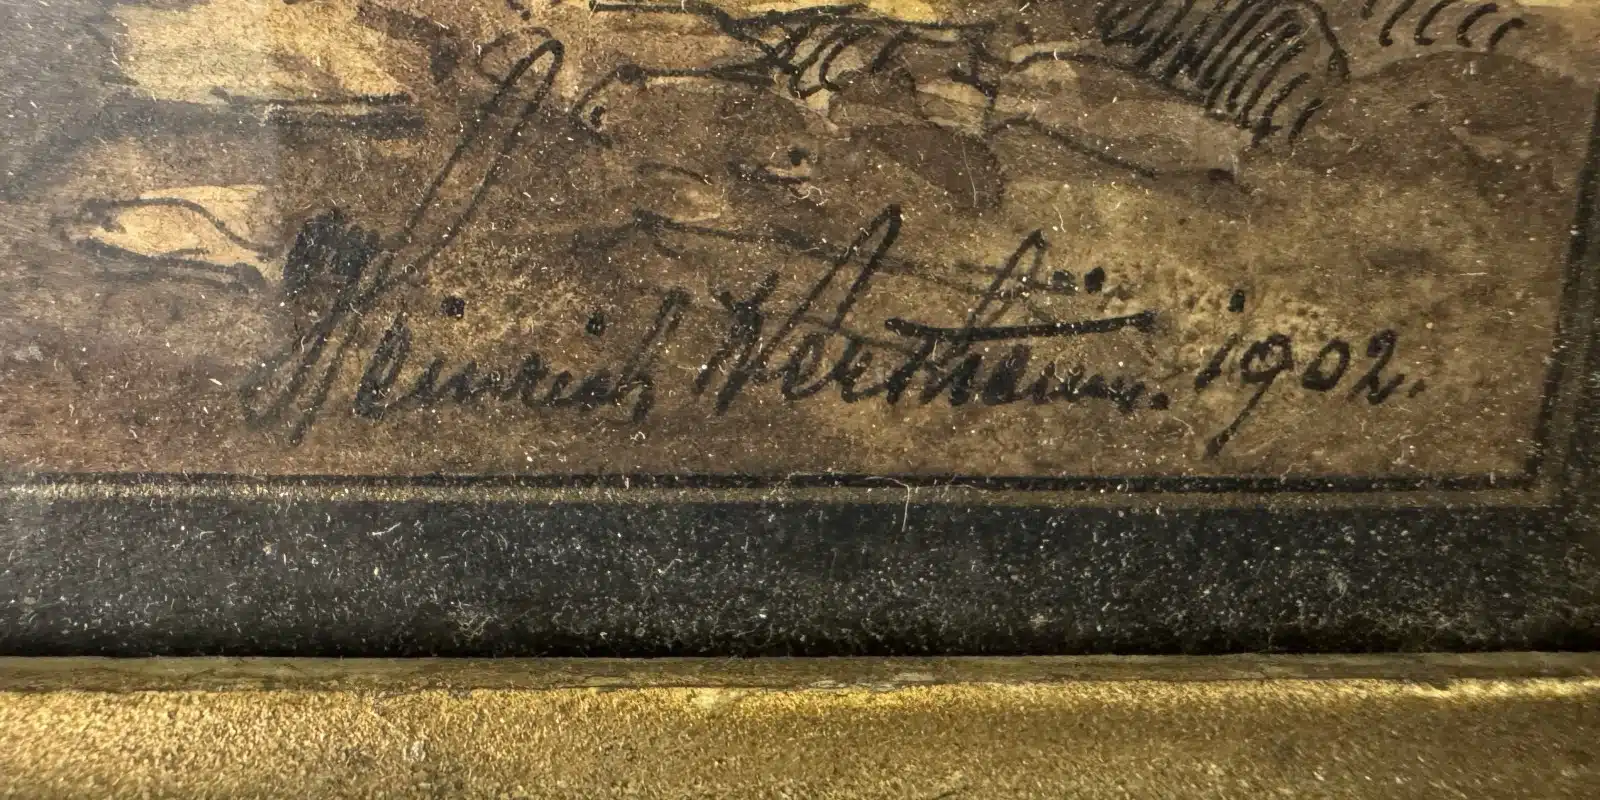 Heinrich Wertheim. 1902.